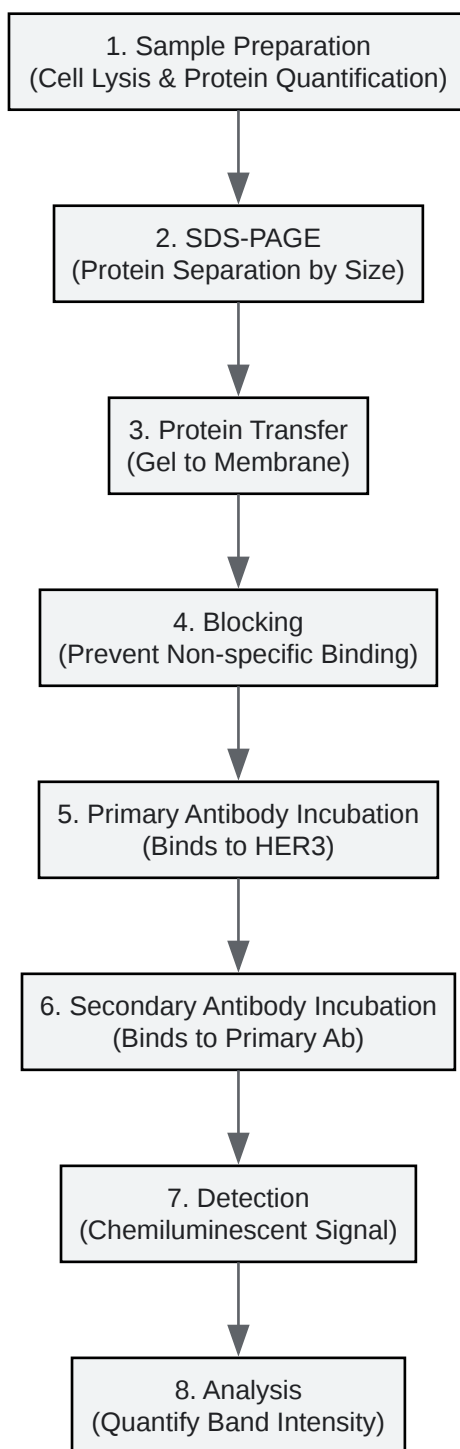 1. Sample Preparation
(Cell Lysis & Protein Quantification)
2. SDS-PAGE
(Protein Separation by Size)
3. Protein Transfer
(Gel to Membrane)
4. Blocking
(Prevent Non-specific Binding)
5. Primary Antibody Incubation
(Binds to HER3)
6. Secondary Antibody Incubation
(Binds to Primary Ab)
7. Detection
(Chemiluminescent Signal)
8. Analysis
(Quantify Band Intensity)